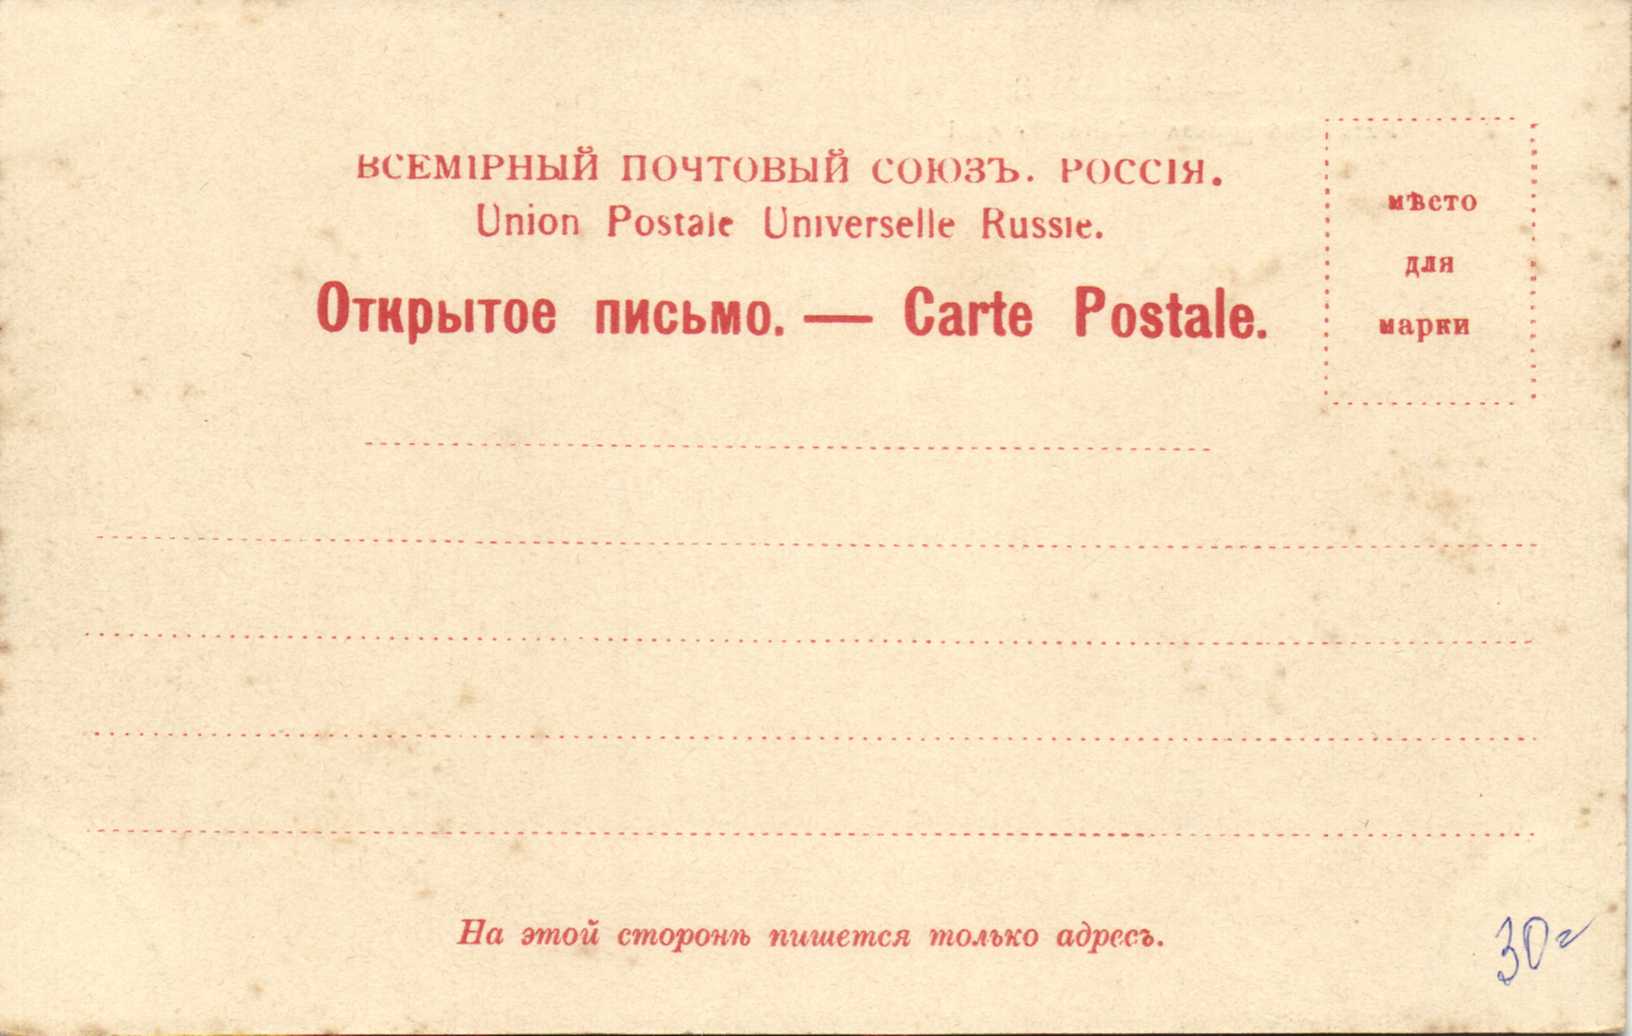 ВСЕМІРНЫЙ ПОЧТОВЫЙ СОЮЗЪ. РОССІЯ.
Union Postale Universelle Russie.
Открытое письмо. — Carte Postale.
мѣсто
для
марки
На этой сторонѣ пишется только адресъ.
30 г